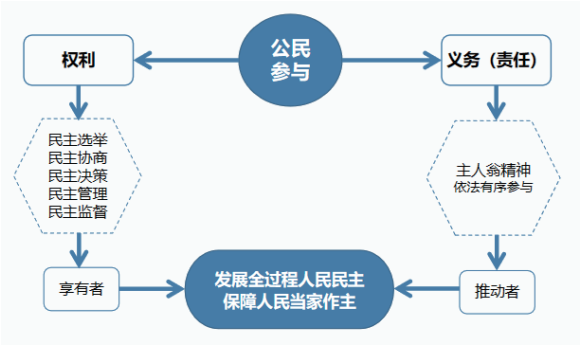 公民
参与
权利
义务（责任）
民主选举
民主协商
民主决策
民主管理
民主监督
主人翁精神
依法有序参与
享有者
发展全过程人民民主
保障人民当家作主
推动者